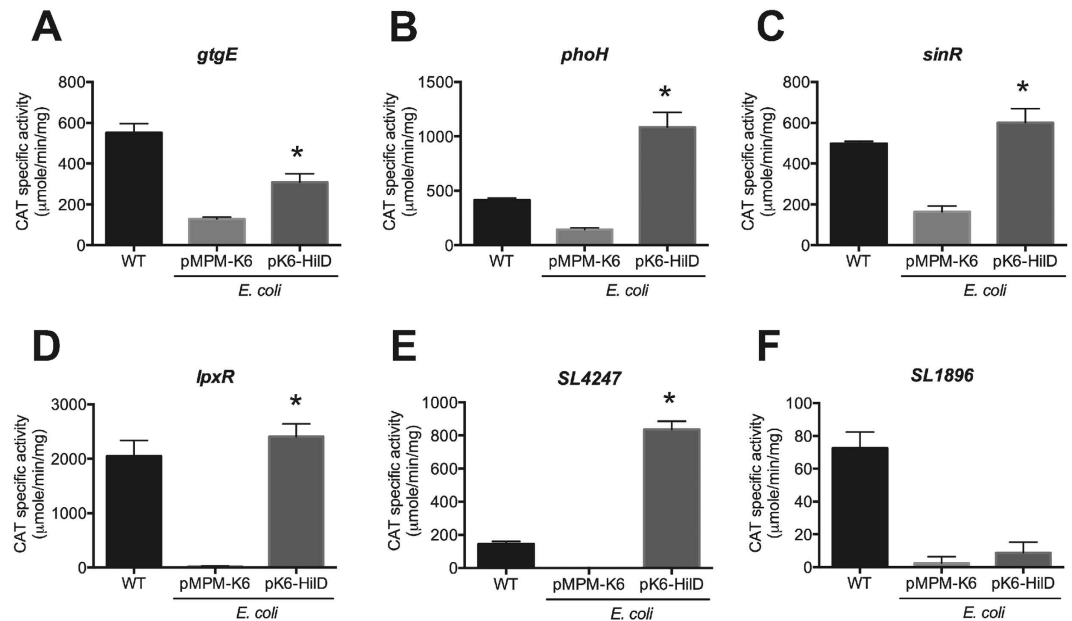 A
gtgE
CAT specific activity
(µmole/min/mg)
800
600
400
200
0
WT
pMPM-K6
pK6-HilD
*
E. coli
B
phoH
CAT specific activity
(µmole/min/mg)
1500
1000
500
0
WT
pMPM-K6
pK6-HilD
*
E. coli
C
sinR
CAT specific activity
(µmole/min/mg)
800
600
400
200
0
WT
pMPM-K6
pK6-HilD
*
E. coli
D
lpxR
CAT specific activity
(µmole/min/mg)
3000
2000
1000
0
WT
pMPM-K6
pK6-HilD
*
E. coli
E
SL4247
CAT specific activity
(µmole/min/mg)
1000
800
600
400
200
0
WT
pMPM-K6
pK6-HilD
*
E. coli
F
SL1896
CAT specific activity
(µmole/min/mg)
100
80
60
40
20
0
WT
pMPM-K6
pK6-HilD
E. coli